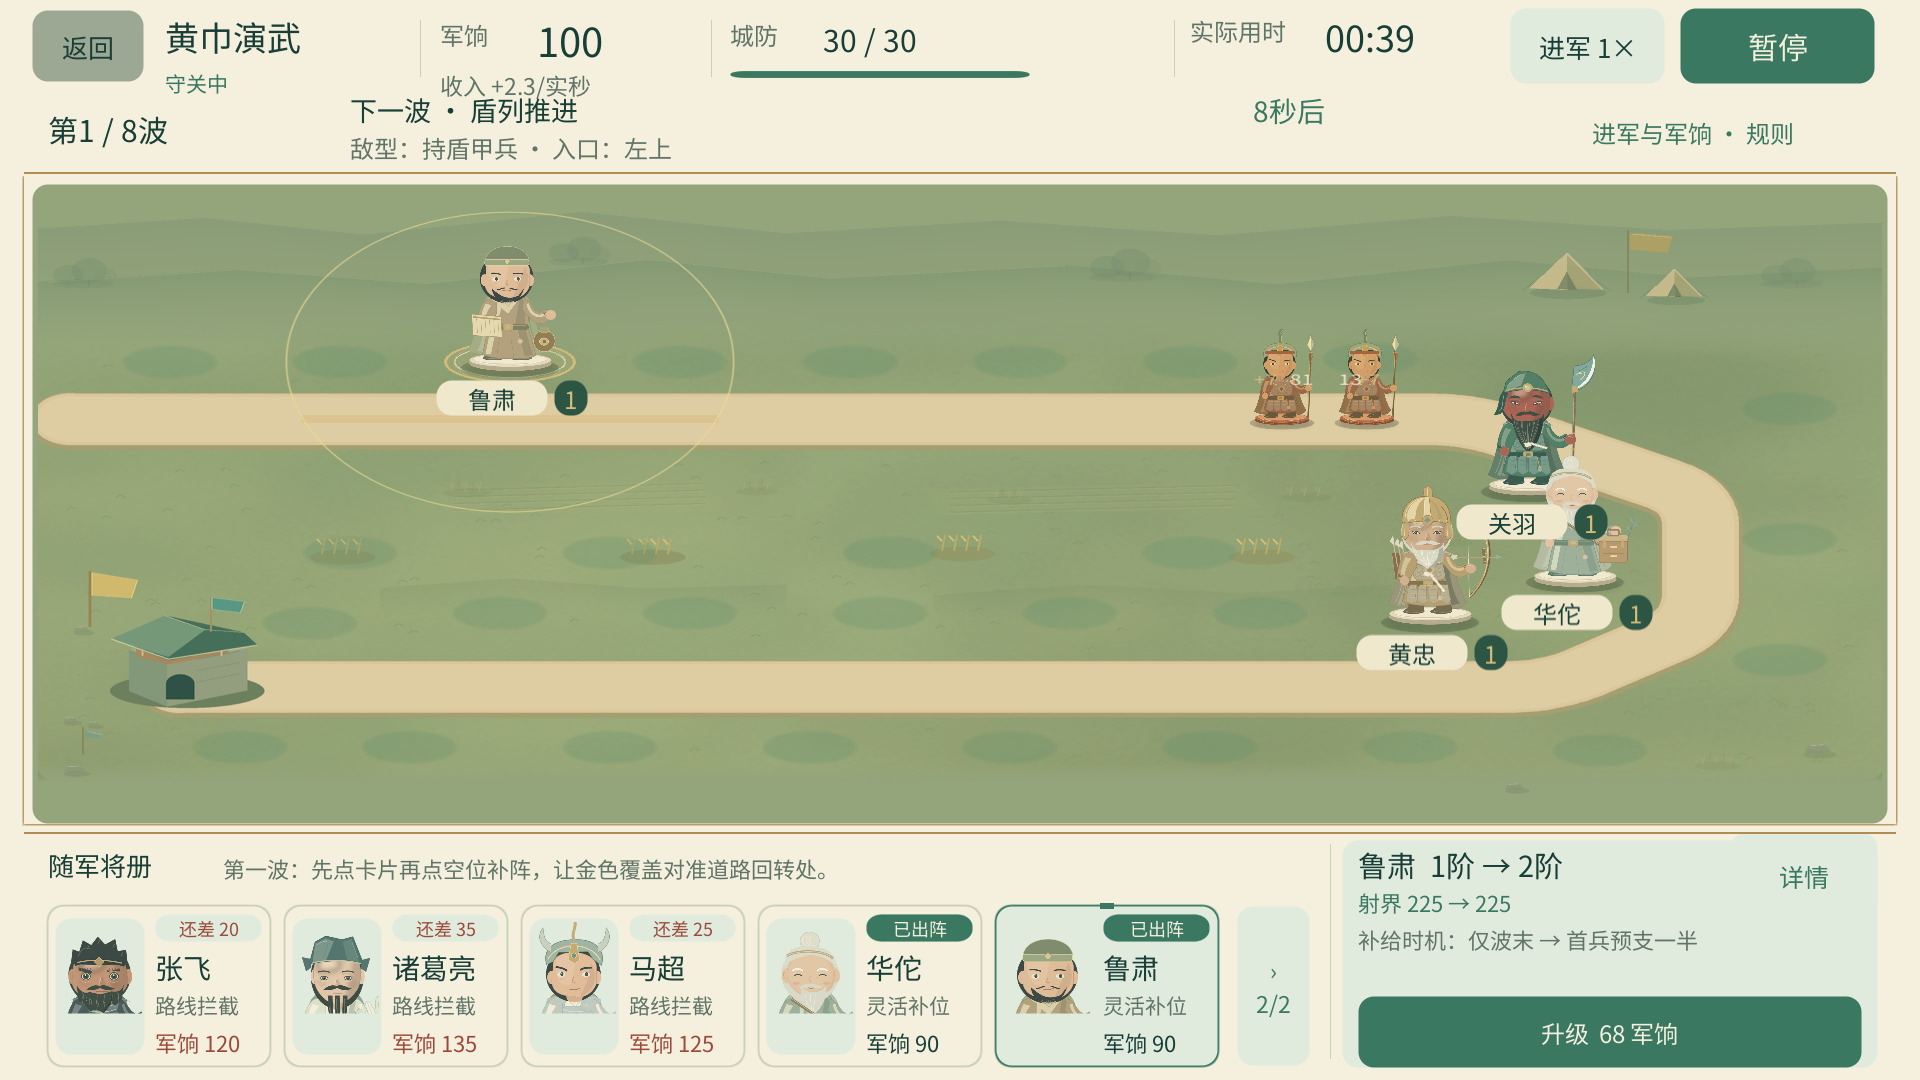 返回
黄巾演武
守关中
军饷
100
收入 +2.3/实秒
城防
30 / 30
实际用时
00:39
进军 1×
暂停
第1 / 8波
下一波 · 盾列推进
敌型：持盾甲兵 · 入口：左上
8秒后
进军与军饷 · 规则
鲁肃
1
81
13
关羽
1
华佗
1
黄忠
1
随军将册
第一波：先点卡片再点空位补阵，让金色覆盖对准道路回转处。
还差 20
张飞
路线拦截
军饷 120
还差 35
诸葛亮
路线拦截
军饷 135
还差 25
马超
路线拦截
军饷 125
已出阵
华佗
灵活补位
军饷 90
已出阵
鲁肃
灵活补位
军饷 90
›
2/2
鲁肃 1阶 → 2阶
详情
射界 225 → 225
补给时机：仅波末 → 首兵预支一半
升级 68 军饷